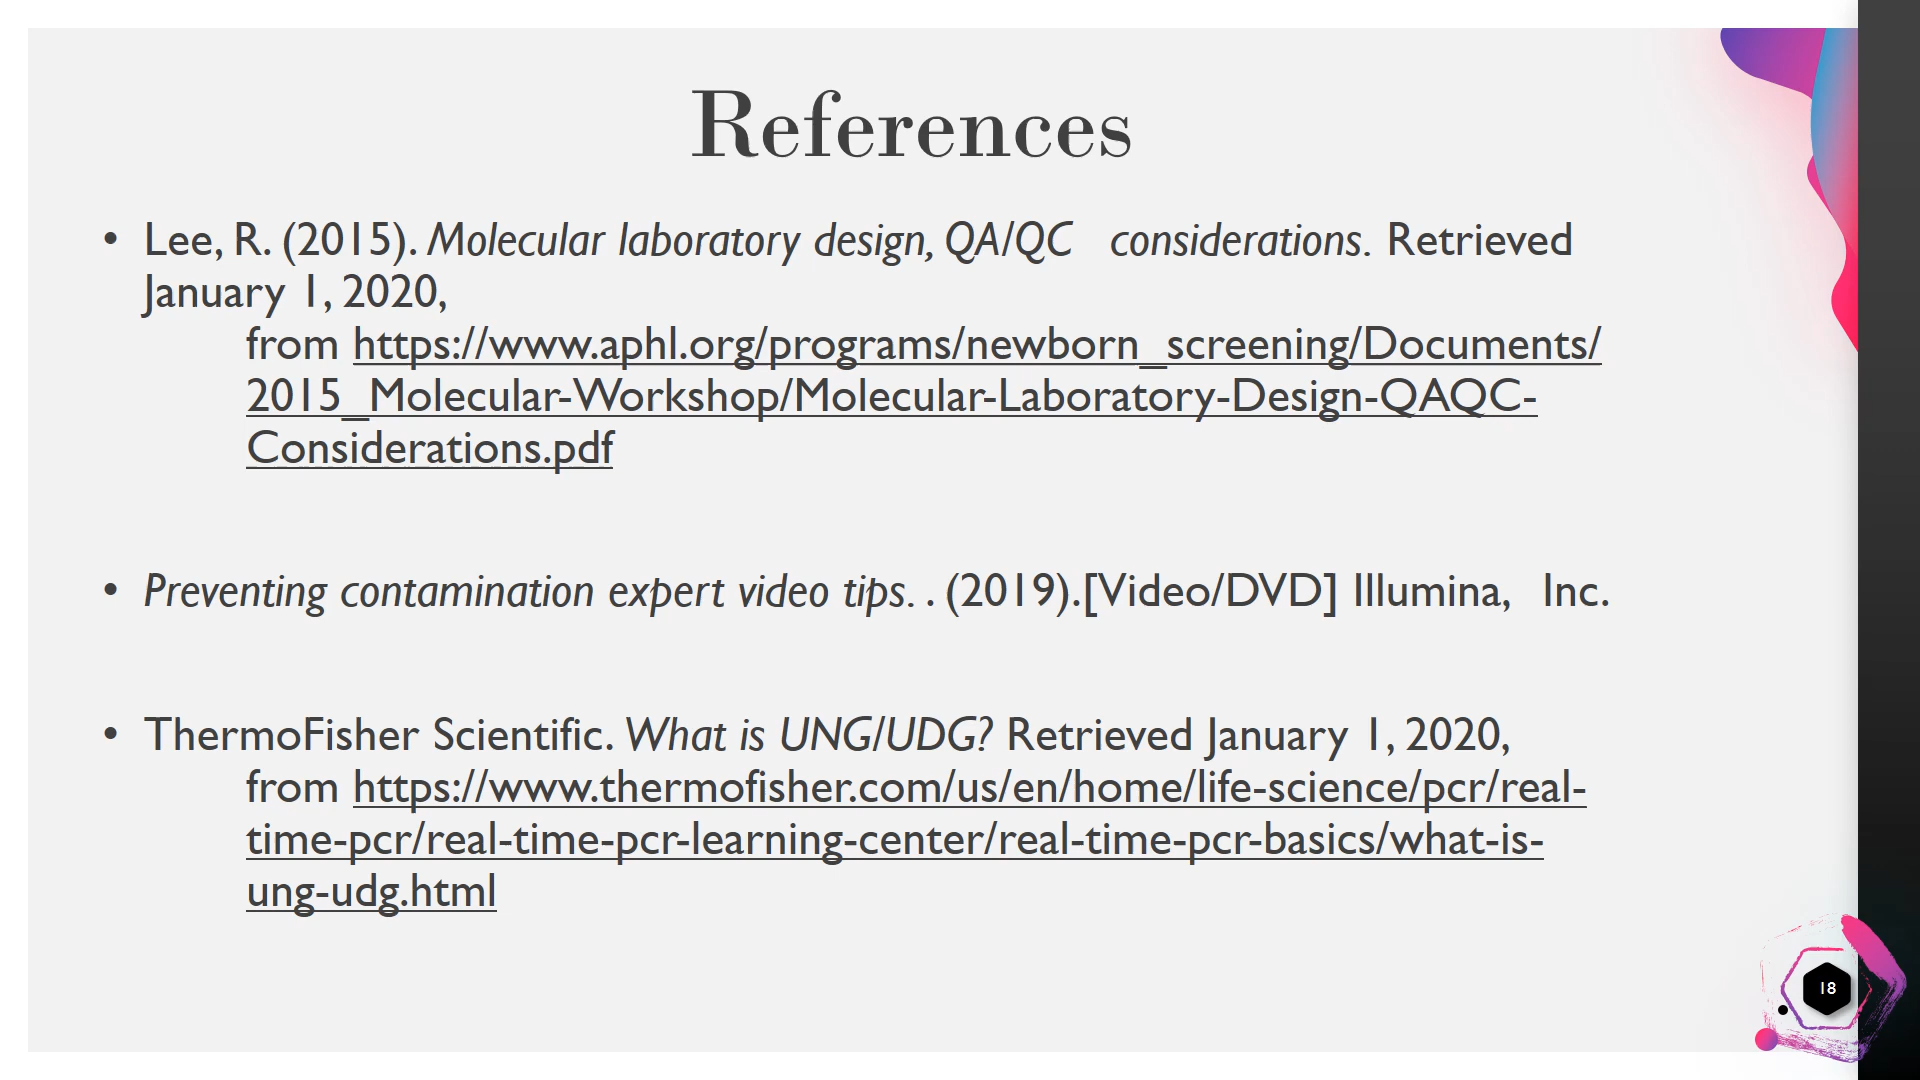 References
• Lee, R. (2015). Molecular laboratory design, QA/QC considerations. Retrieved
January 1, 2020,
from https://www.aphl.org/programs/newborn_screening/Documents/
2015_Molecular-Workshop/Molecular-Laboratory-Design-QAQC-
Considerations.pdf
• Preventing contamination expert video tips. . (2019).[Video/DVD] Illumina, Inc.
• ThermoFisher Scientific. What is UNG/UDG? Retrieved January 1, 2020,
from https://www.thermofisher.com/us/en/home/life-science/pcr/real-
time-pcr/real-time-pcr-learning-center/real-time-pcr-basics/what-is-
ung-udg.html
18